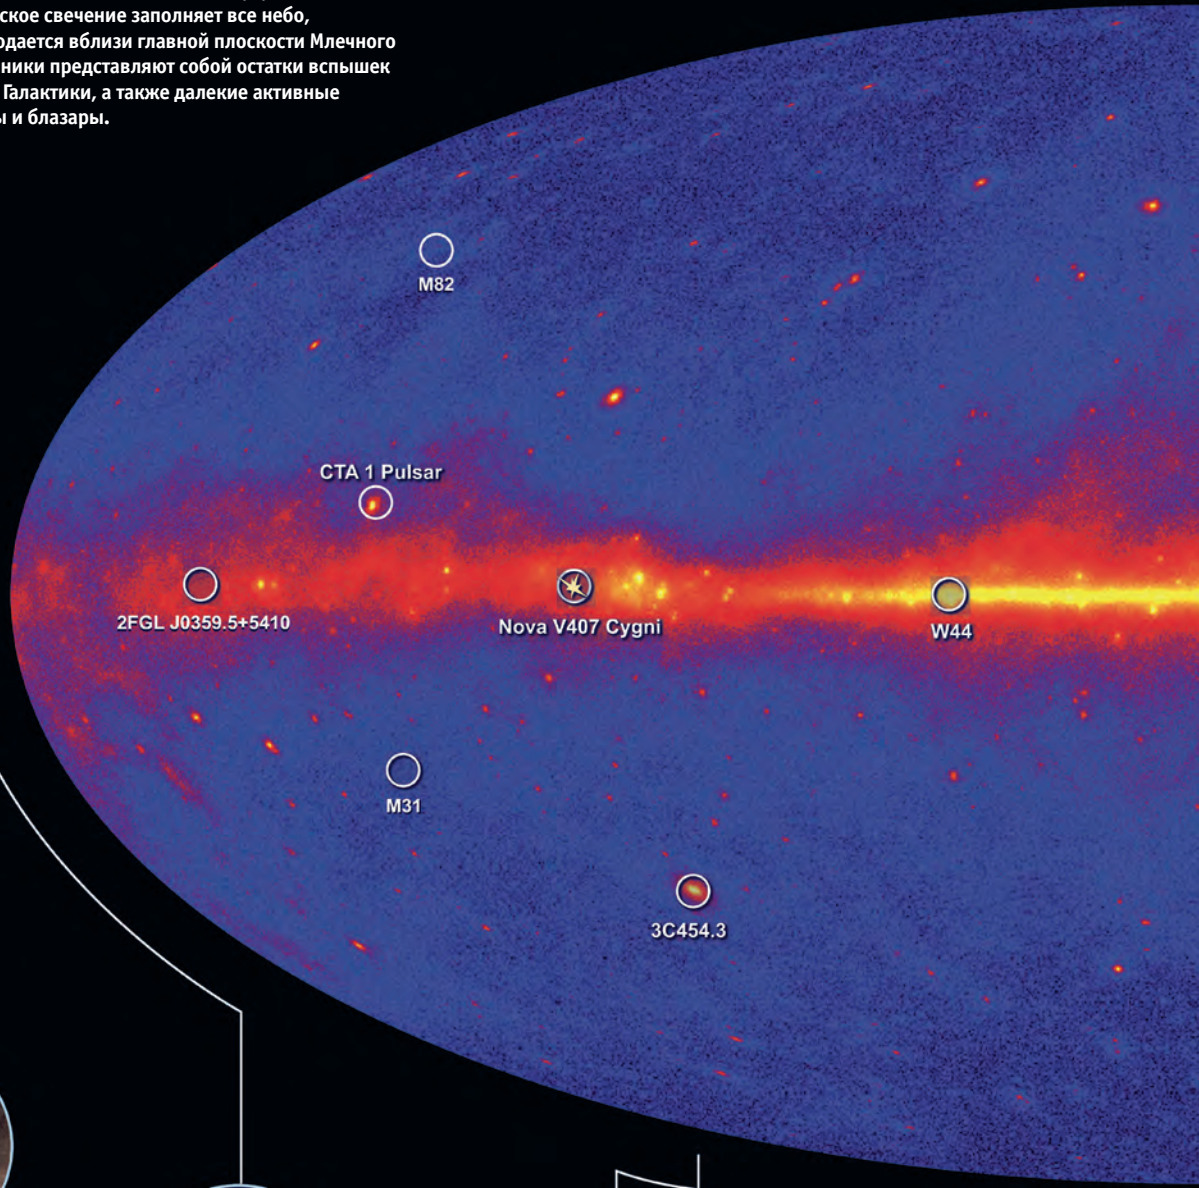 ское свечение заполняет все небо,
одается вблизи главной плоскости Млечного
ники представляют собой остатки вспышек
Галактики, а также далекие активные
ы и блазары.
M82
CTA 1 Pulsar
2FGL J0359.5+5410
Nova V407 Cygni
W44
M31
3C454.3